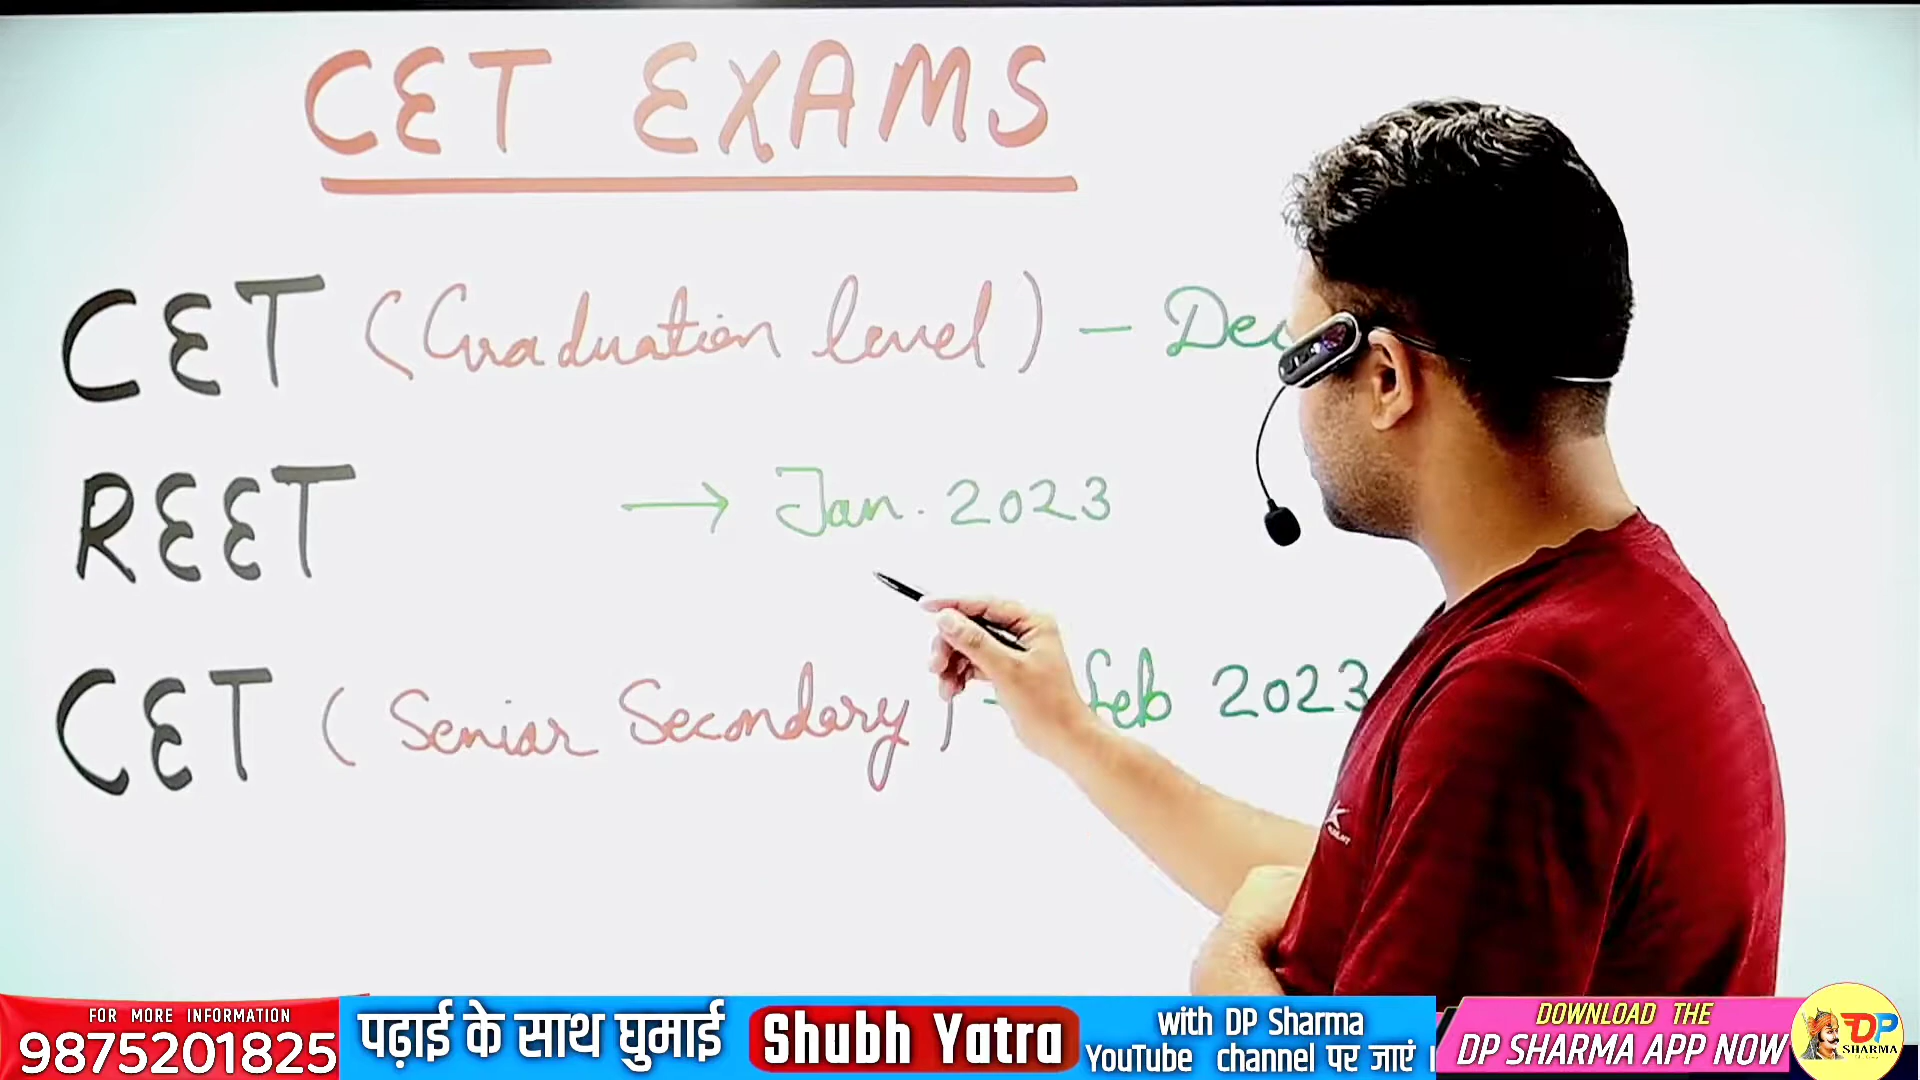 CET EXAMS
CET (Graduation level) -
REET → Jan. 2023
CET (Senior Secondary) - Feb 2023
FOR MORE INFORMATION
9875201825
पढ़ाई के साथ घुमाई
Shubh Yatra
with DP Sharma
YouTube channel पर जाएं।
DOWNLOAD THE
DP SHARMA APP NOW
DP
SHARMA